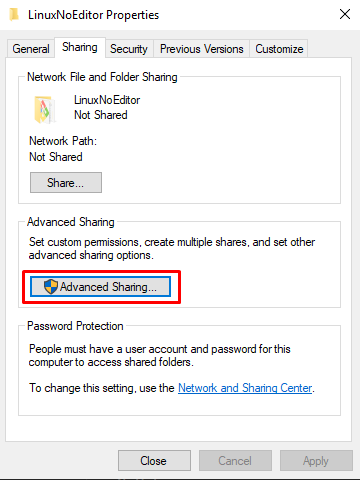 LinuxNoEditor Properties
General
Sharing
Security
Previous Versions
Customize
Network File and Folder Sharing
LinuxNoEditor
Not Shared
Network Path:
Not Shared
Share...
Advanced Sharing
Set custom permissions, create multiple shares, and set other
advanced sharing options.
Advanced Sharing...
Password Protection
People must have a user account and password for this
computer to access shared folders.
To change this setting, use the Network and Sharing Center.
Close
Cancel
Apply